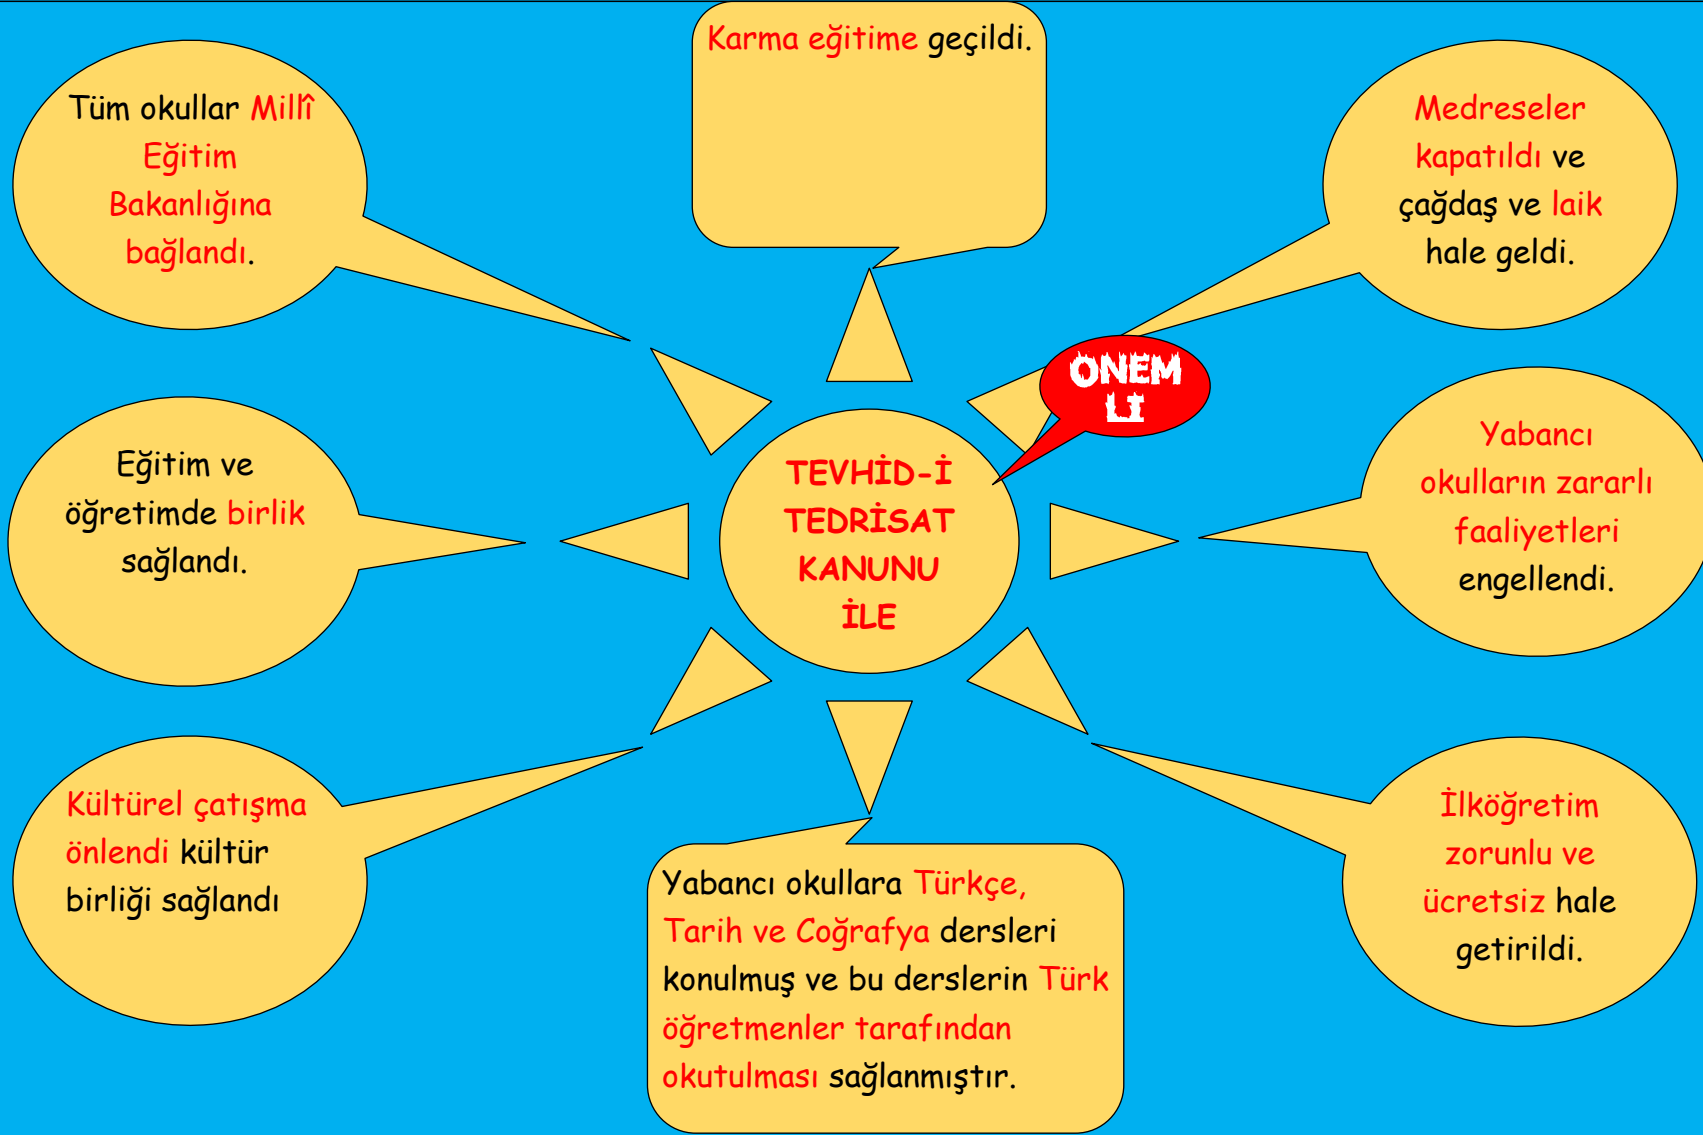 Karma eğitime geçildi.
Tüm okullar Millî
Eğitim
Bakanlığına
bağlandı.
Medreseler
kapatıldı ve
çağdaş ve laik
hale geldi.
ONEM
LI
Eğitim ve
öğretimde birlik
sağlandı.
TEVHİD-İ
TEDRİSAT
KANUNU
İLE
Yabancı
okulların zararlı
faaliyetleri
engellendi.
Kültürel çatışma
önlendi kültür
birliği sağlandı
Yabancı okullara Türkçe,
Tarih ve Coğrafya dersleri
konulmuş ve bu derslerin Türk
öğretmenler tarafından
okutulması sağlanmıştır.
İlköğretim
zorunlu ve
ücretsiz hale
getirildi.